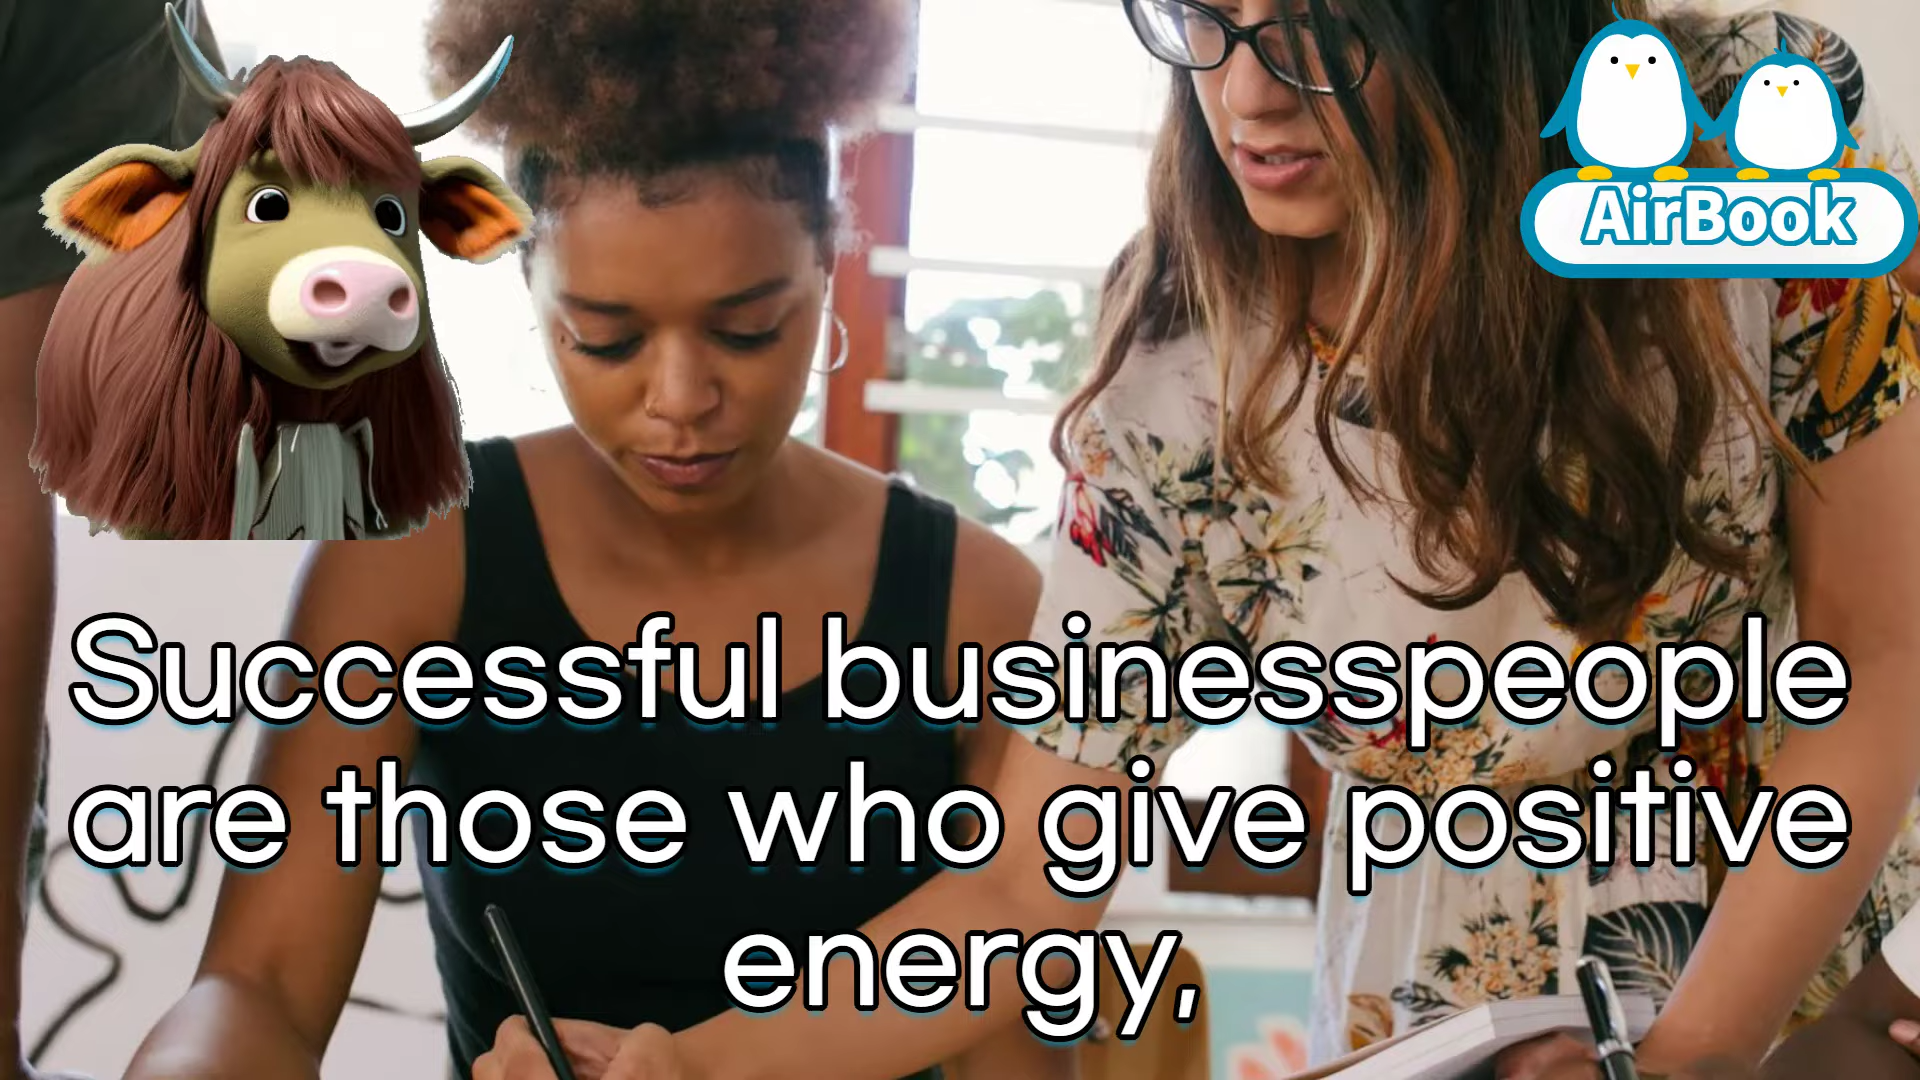 AirBook
Successful businesspeople
are those who give positive
energy,